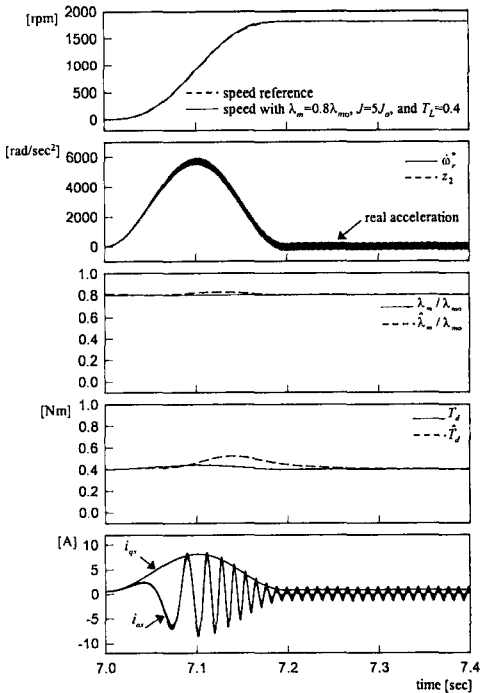 [rpm]
2000
1500
1000
500
0
speed reference
speed with λm=0.8λmo, J=5Jo, and TL=0.4
[rad/sec²]
6000
4000
2000
0
ω̇r*
z2
real acceleration
1.0
0.8
0.6
0.4
0.2
0.0
λm / λmo
λ̂m / λmo
[Nm]
1.0
0.8
0.6
0.4
0.2
0.0
Td
T̂d
[A]
10
5
0
-5
-10
iqs
ias
7.0
7.1
7.2
7.3
7.4
time [sec]